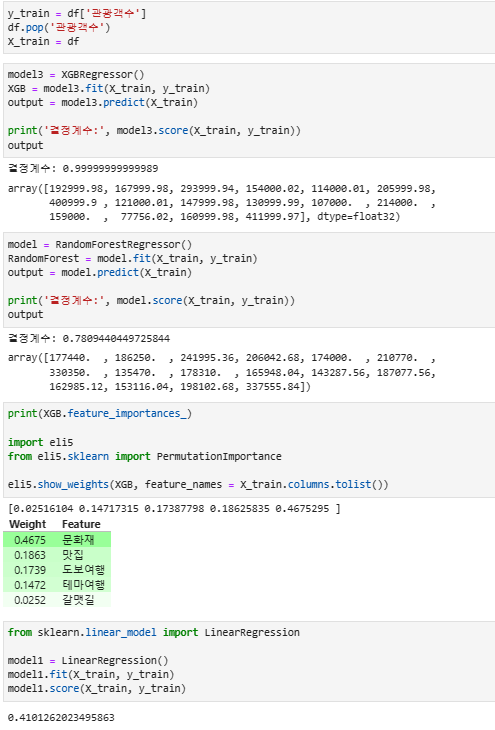 y_train = df['관광객수']
df.pop('관광객수')
X_train = df
model3 = XGBRegressor()
XGB = model3.fit(X_train, y_train)
output = model3.predict(X_train)
print('결정계수:', model3.score(X_train, y_train))
output
결정계수: 0.99999999999989
array([192999.98, 167999.98, 293999.94, 154000.02, 114000.01, 205999.98,
400999.9 , 121000.01, 147999.98, 130999.99, 107000.  , 214000.  ,
159000.  ,  77756.02, 160999.98, 411999.97], dtype=float32)
model = RandomForestRegressor()
RandomForest = model.fit(X_train, y_train)
output = model.predict(X_train)
print('결정계수:', model.score(X_train, y_train))
output
결정계수: 0.7809440449725844
array([177440.  , 186250.  , 241995.36, 206042.68, 174000.  , 210770.  ,
330350.  , 135470.  , 178310.  , 165948.04, 143287.56, 187077.56,
162985.12, 153116.04, 198102.68, 337555.84])
print(XGB.feature_importances_)
import eli5
from eli5.sklearn import PermutationImportance
eli5.show_weights(XGB, feature_names = X_train.columns.tolist())
[0.02516104 0.14717315 0.17387798 0.18625835 0.4675295 ]
Weight Feature
0.4675 문화재
0.1863 맛집
0.1739 도보여행
0.1472 테마여행
0.0252 갈맷길
from sklearn.linear_model import LinearRegression
model1 = LinearRegression()
model1.fit(X_train, y_train)
model1.score(X_train, y_train)
0.4101262023495863